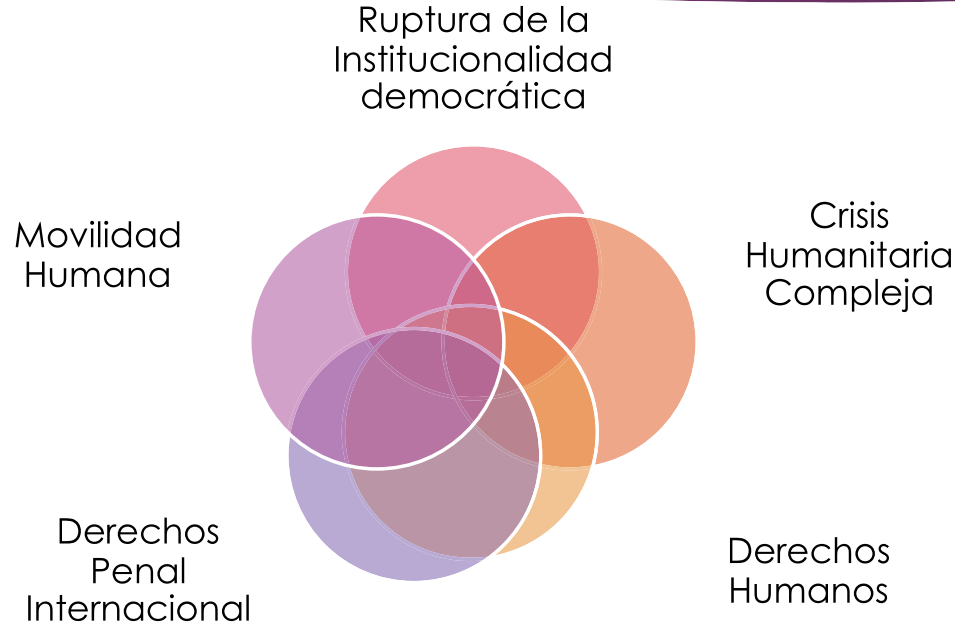 Ruptura de la
Institucionalidad
democrática
Movilidad
Humana
Crisis
Humanitaria
Compleja
Derechos
Penal
Internacional
Derechos
Humanos